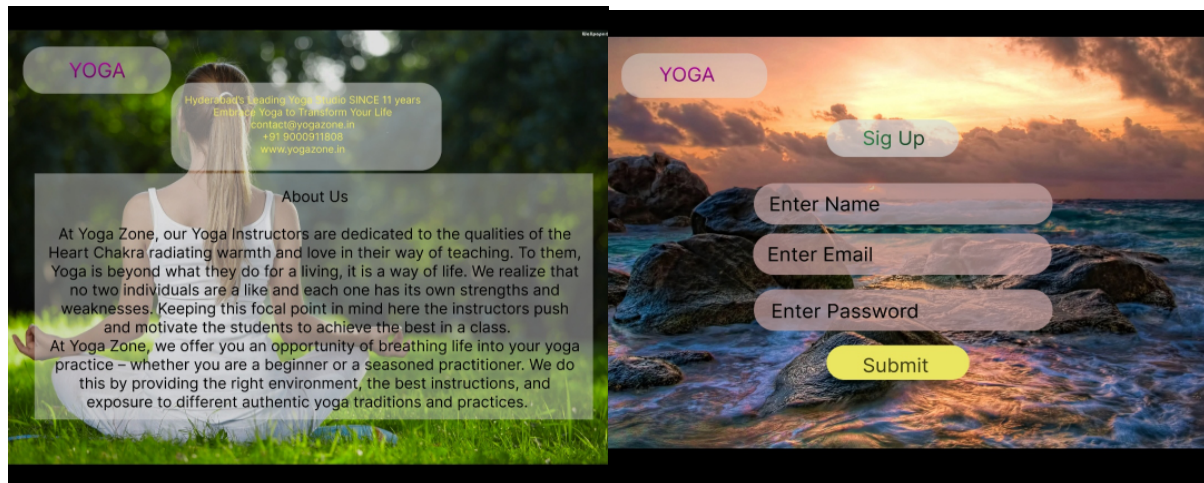 YOGA
Hyderabad's Leading Yoga Studio SINCE 11 years
Embrace Yoga to Transform Your Life
contact@yogazone.in
+91 9000911808
www.yogazone.in
About Us
At Yoga Zone, our Yoga Instructors are dedicated to the qualities of the
Heart Chakra radiating warmth and love in their way of teaching. To them,
Yoga is beyond what they do for a living, it is a way of life. We realize that
no two individuals are a like and each one has its own strengths and
weaknesses. Keeping this focal point in mind here the instructors push
and motivate the students to achieve the best in a class.
At Yoga Zone, we offer you an opportunity of breathing life into your yoga
practice – whether you are a beginner or a seasoned practitioner. We do
this by providing the right environment, the best instructions, and
exposure to different authentic yoga traditions and practices.
YOGA
Sig Up
Enter Name
Enter Email
Enter Password
Submit